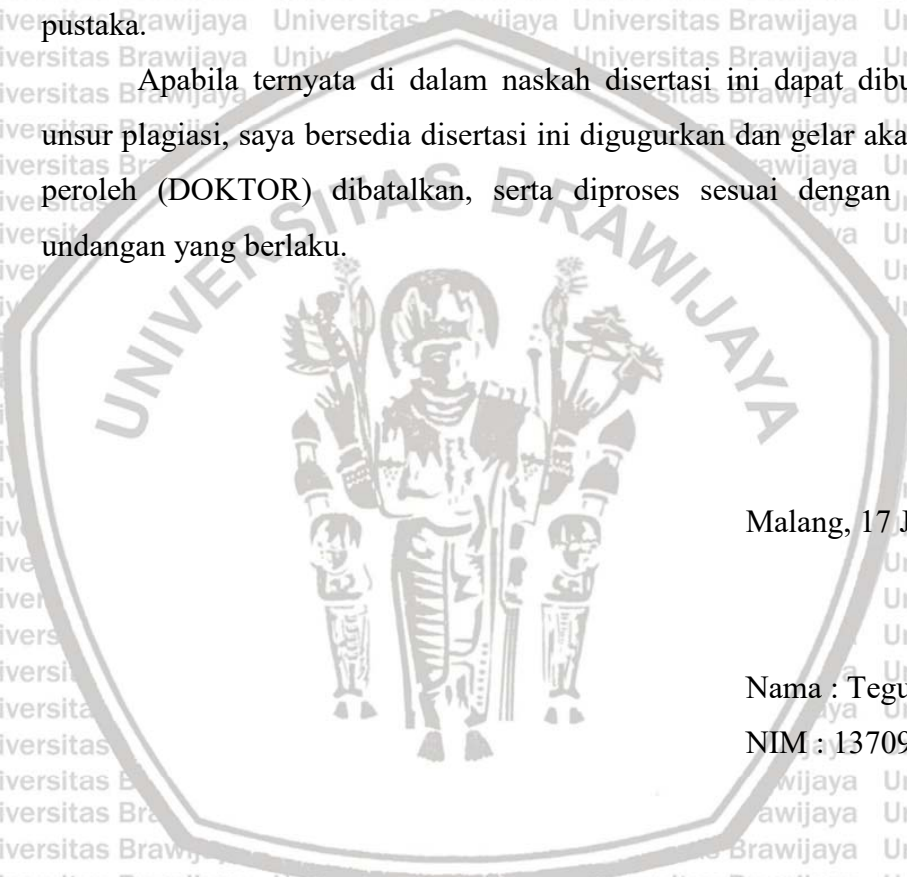 pustaka.
Apabila ternyata di dalam naskah disertasi ini dapat dibu
unsur plagiasi, saya bersedia disertasi ini digugurkan dan gelar aka
peroleh (DOKTOR) dibatalkan, serta diproses sesuai dengan
undangan yang berlaku.
UNIVERSITAS BRAWIJAYA
Malang, 17 J
Nama : Tegu
NIM : 13709